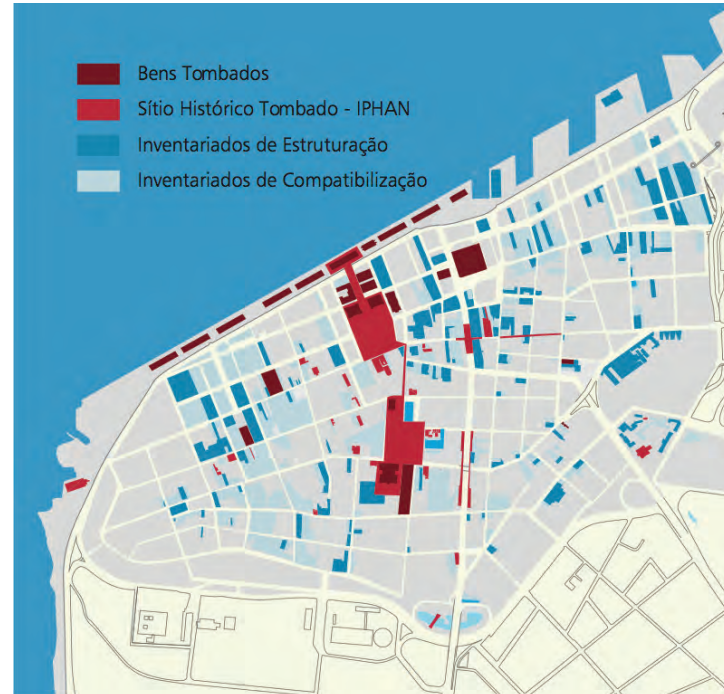 Bens Tombados
Sítio Histórico Tombado - IPHAN
Inventariados de Estruturação
Inventariados de Compatibilização